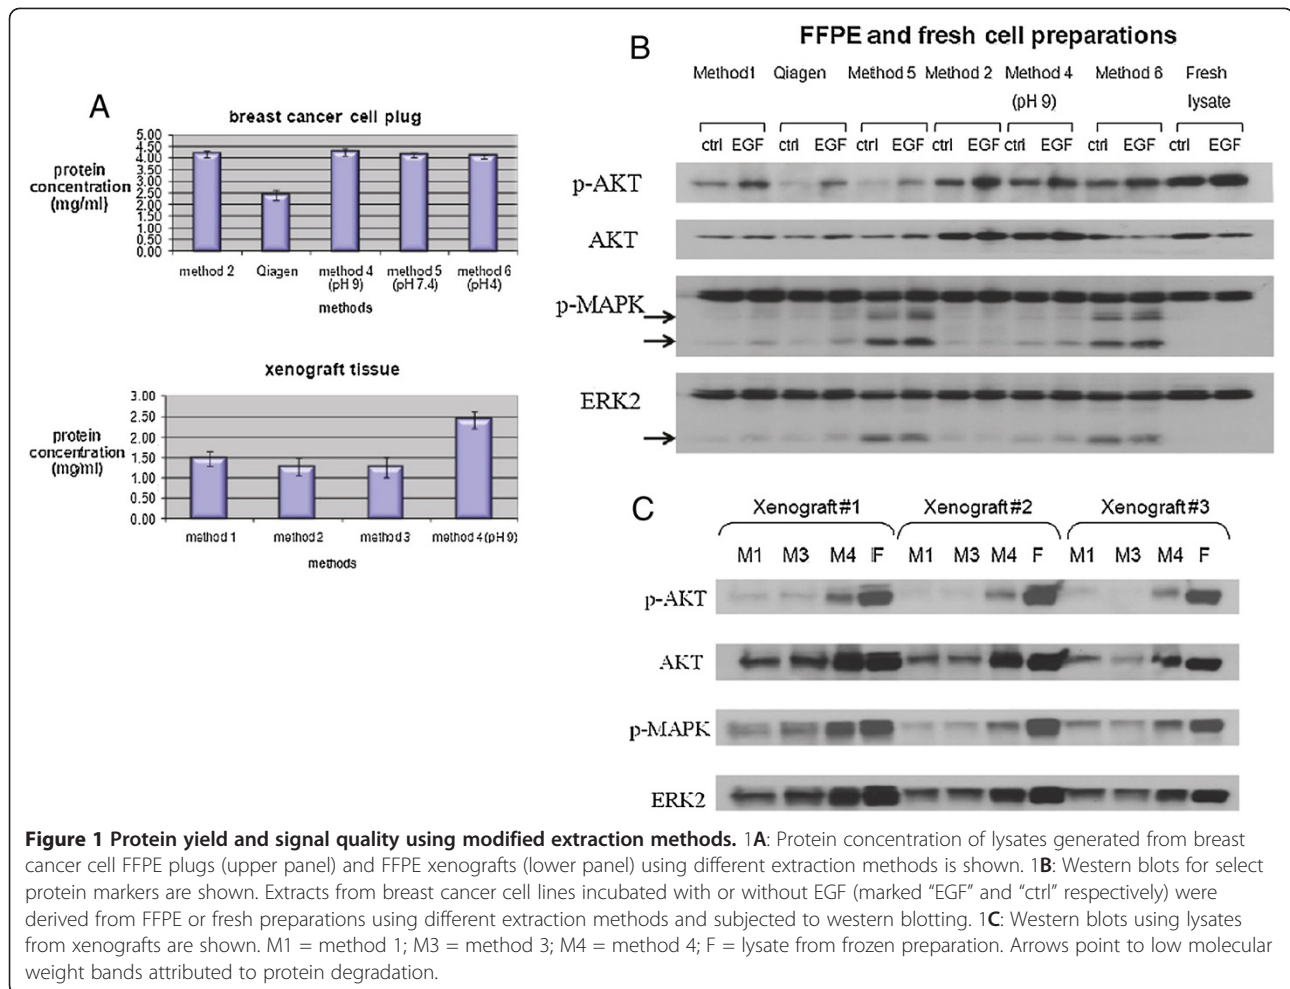 A
breast cancer cell plug
protein
concentration
(mg/ml)
5.00
4.50
4.00
3.50
3.00
2.50
2.00
1.50
1.00
0.50
0.00
method 2 Qiagen method 4 method 5 method 6
(pH 9) (pH 7.4) (pH 4)
methods
xenograft tissue
protein
concentration
(mg/ml)
3.00
2.50
2.00
1.50
1.00
0.50
0.00
method 1 method 2 method 3 method 4 (pH 9)
methods
B
FFPE and fresh cell preparations
Method1 Qiagen Method 5 Method 2 Method 4 Method 6 Fresh
(pH 9) lysate
ctrl EGF ctrl EGF ctrl EGF ctrl EGF ctrl EGF ctrl EGF ctrl EGF
p-AKT
AKT
p-MAPK
ERK2
C
Xenograft#1 Xenograft#2 Xenograft#3
M1 M3 M4 F M1 M3 M4 F M1 M3 M4 F
p-AKT
AKT
p-MAPK
ERK2
Figure 1 Protein yield and signal quality using modified extraction methods. 1A: Protein concentration of lysates generated from breast
cancer cell FFPE plugs (upper panel) and FFPE xenografts (lower panel) using different extraction methods is shown. 1B: Western blots for select
protein markers are shown. Extracts from breast cancer cell lines incubated with or without EGF (marked “EGF” and “ctrl” respectively) were
derived from FFPE or fresh preparations using different extraction methods and subjected to western blotting. 1C: Western blots using lysates
from xenografts are shown. M1 = method 1; M3 = method 3; M4 = method 4; F = lysate from frozen preparation. Arrows point to low molecular
weight bands attributed to protein degradation.